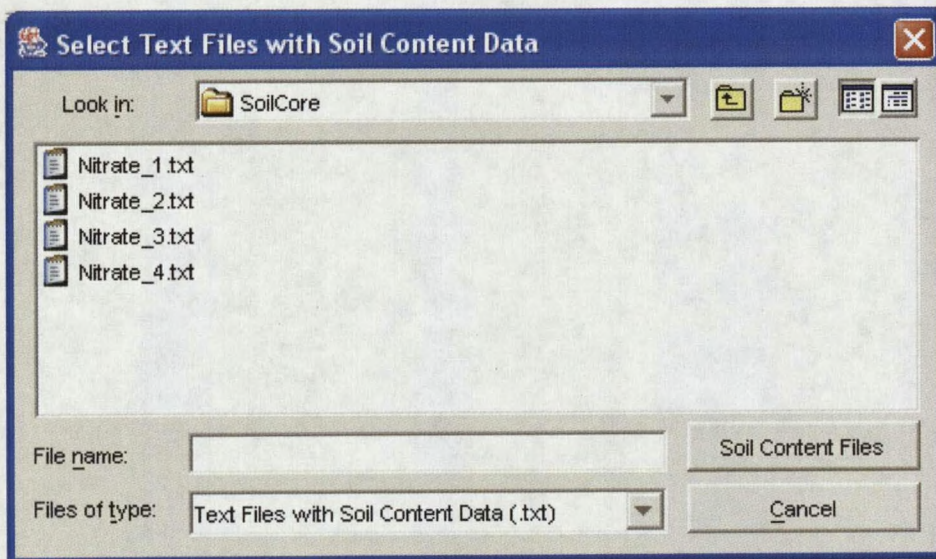 Select Text Files with Soil Content Data
Look in: SoilCore
Nitrate_1.txt
Nitrate_2.txt
Nitrate_3.txt
Nitrate_4.txt
File name: Soil Content Files
Files of type: Text Files with Soil Content Data (.txt) Cancel